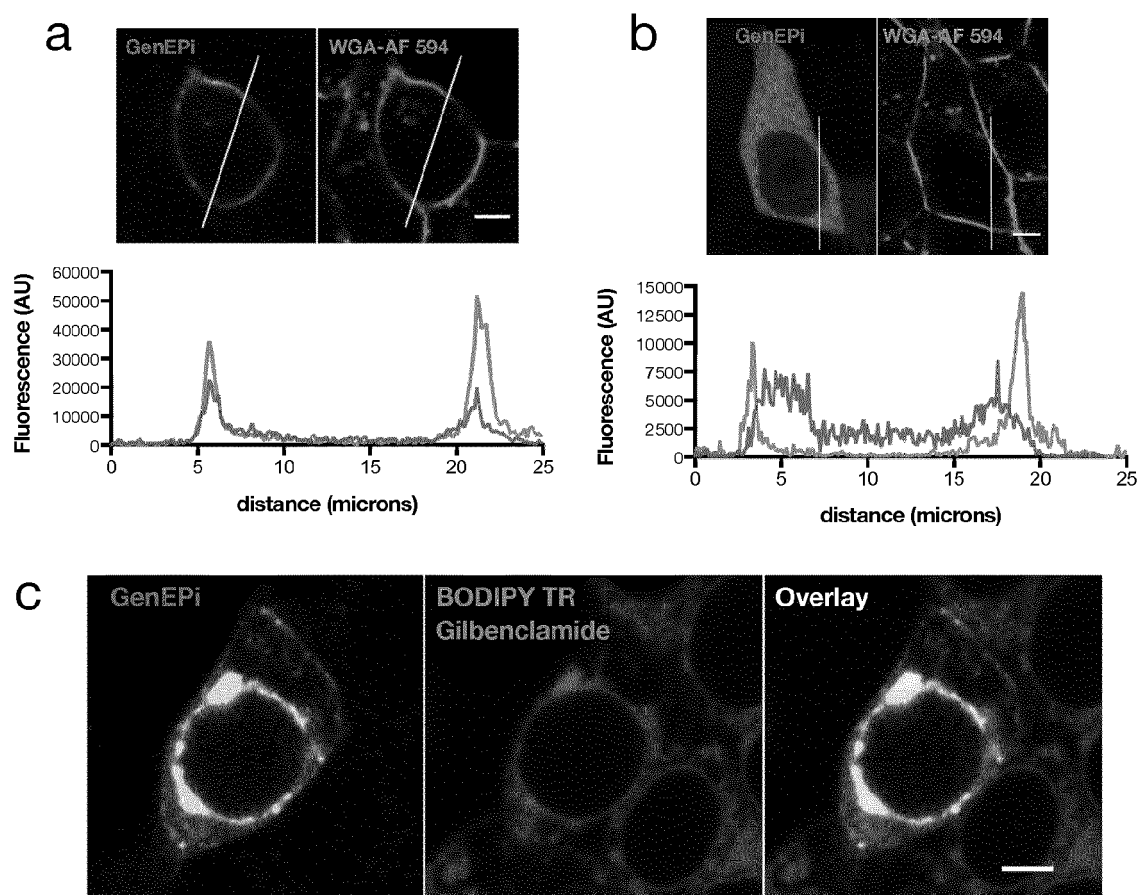 a
GenEPi WGA-AF 594
60000
50000
40000
30000
20000
10000
0
0 5 10 15 20 25
Fluorescence (AU)
distance (microns)
b
GenEPi WGA-AF 594
15000
12500
10000
7500
5000
2500
0
0 5 10 15 20 25
Fluorescence (AU)
distance (microns)
c
GenEPi
BODIPY TR
Gilbenclamide
Overlay